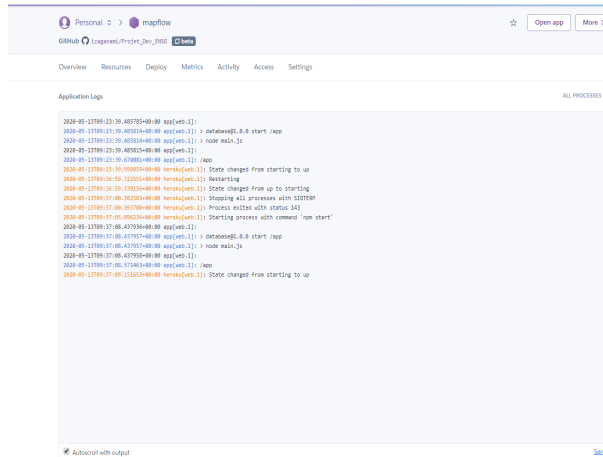 Personal
mapflow
Open app
More
GitHub izaganami/Projet_Dev_ENSG beta
Overview Resources Deploy Metrics Activity Access Settings
Application Logs
ALL PROCESSES
2020-05-13T09:23:39.485785+00:00 app[web.1]:
2020-05-13T09:23:39.485814+00:00 app[web.1]: > database@1.0.0 start /app
2020-05-13T09:23:39.485814+00:00 app[web.1]: > node main.js
2020-05-13T09:23:39.485815+00:00 app[web.1]:
2020-05-13T09:23:39.670081+00:00 app[web.1]: /app
2020-05-13T09:23:39.999859+00:00 heroku[web.1]: State changed from starting to up
2020-05-13T09:36:59.322551+00:00 heroku[web.1]: Restarting
2020-05-13T09:36:59.339156+00:00 heroku[web.1]: State changed from up to starting
2020-05-13T09:37:00.302583+00:00 heroku[web.1]: Stopping all processes with SIGTERM
2020-05-13T09:37:00.393700+00:00 heroku[web.1]: Process exited with status 143
2020-05-13T09:37:05.896234+00:00 heroku[web.1]: Starting process with command `npm start`
2020-05-13T09:37:08.437936+00:00 app[web.1]:
2020-05-13T09:37:08.437957+00:00 app[web.1]: > database@1.0.0 start /app
2020-05-13T09:37:08.437957+00:00 app[web.1]: > node main.js
2020-05-13T09:37:08.437958+00:00 app[web.1]:
2020-05-13T09:37:08.571463+00:00 app[web.1]: /app
2020-05-13T09:37:09.151653+00:00 heroku[web.1]: State changed from starting to up
Autoscroll with output